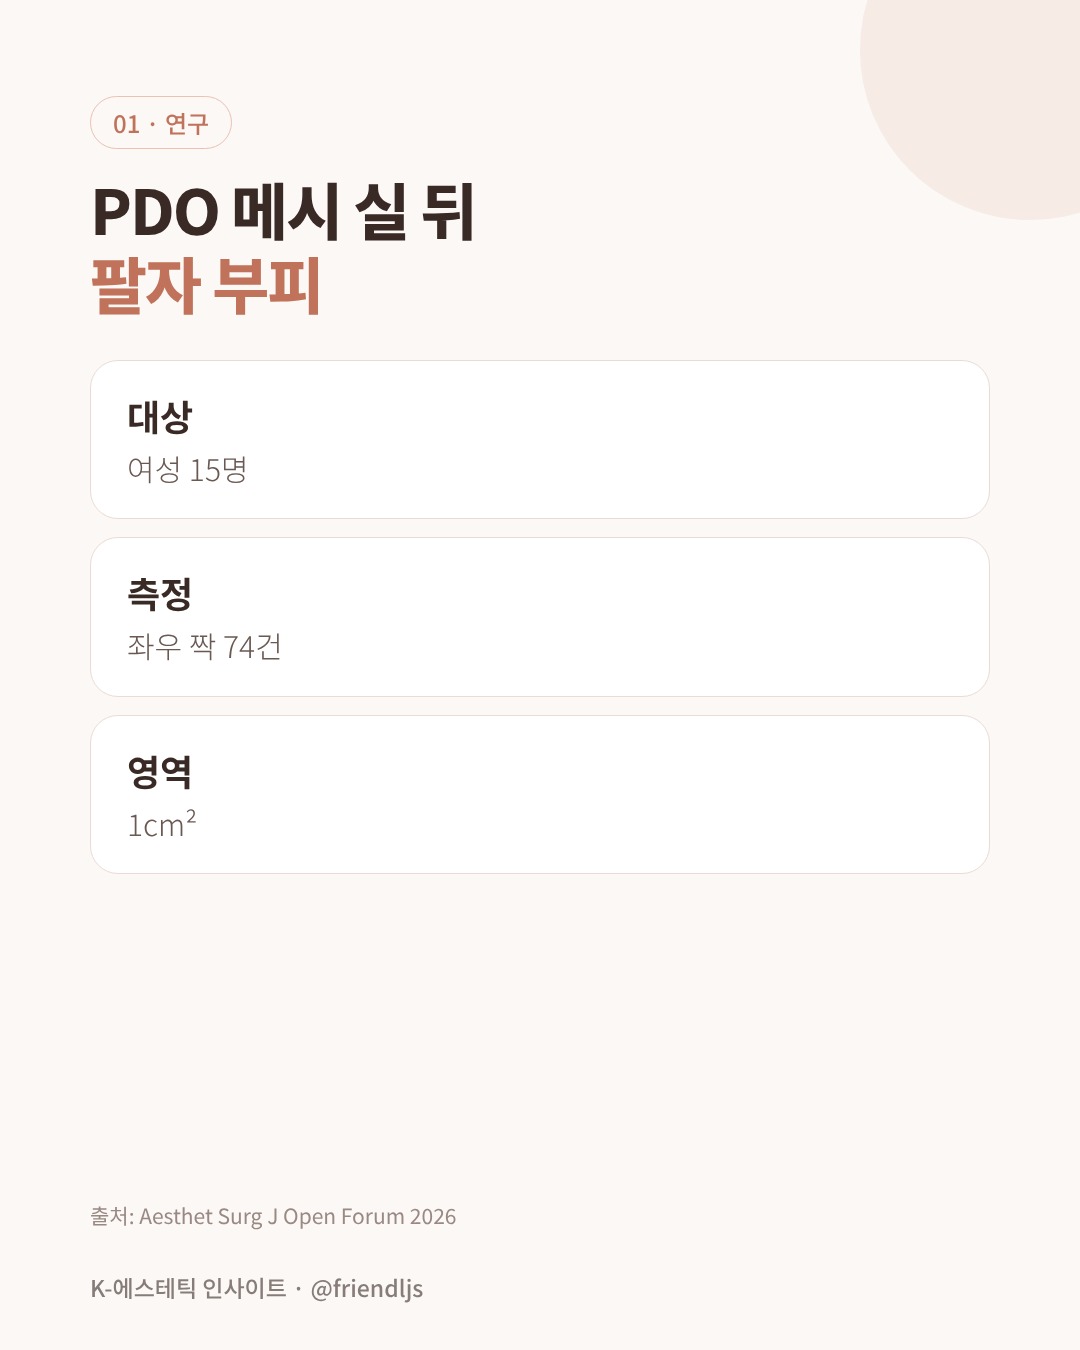 01 · 연구
PDO 메시 실 뒤
팔자 부피
대상
여성 15명
측정
좌우 짝 74건
영역
1cm²
출처: Aesthet Surg J Open Forum 2026
K-에스테틱 인사이트 · @friendljs